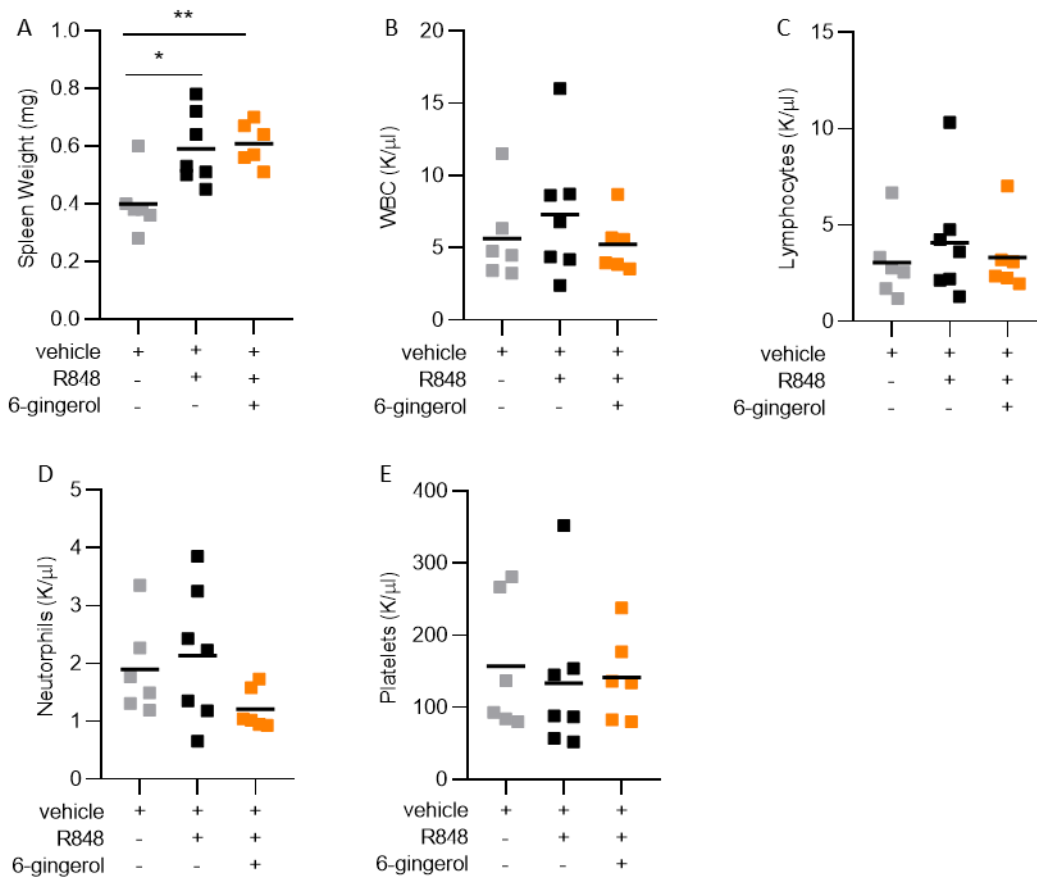 A
Spleen Weight (mg)
1.0
0.8
0.6
0.4
0.2
0.0
**
*
vehicle + + +
R848 - + +
6-gingerol - - +
B
WBC (K/µl)
20
15
10
5
0
vehicle + + +
R848 - + +
6-gingerol - - +
C
Lymphocytes (K/µl)
15
10
5
0
vehicle + + +
R848 - + +
6-gingerol - - +
D
Neutorphils (K/µl)
5
4
3
2
1
0
vehicle + + +
R848 - + +
6-gingerol - - +
E
Platelets (K/µl)
400
300
200
100
0
vehicle + + +
R848 - + +
6-gingerol - - +